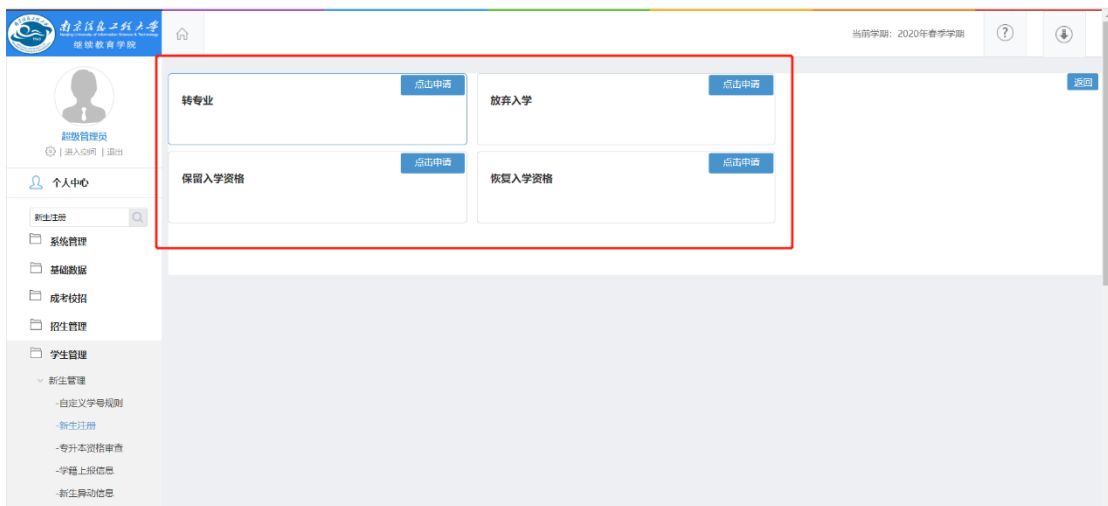 南京信息工程大学
继续教育学院
当前学期：2020年春季学期
?
超级管理员
| 进入空间 | 退出
个人中心
新生注册
系统管理
基础数据
成考校招
招生管理
学生管理
新生管理
-自定义学号规则
-新生注册
-专升本资格审查
-学籍上报信息
-新生异动信息
返回
转专业
点击申请
放弃入学
点击申请
保留入学资格
点击申请
恢复入学资格
点击申请